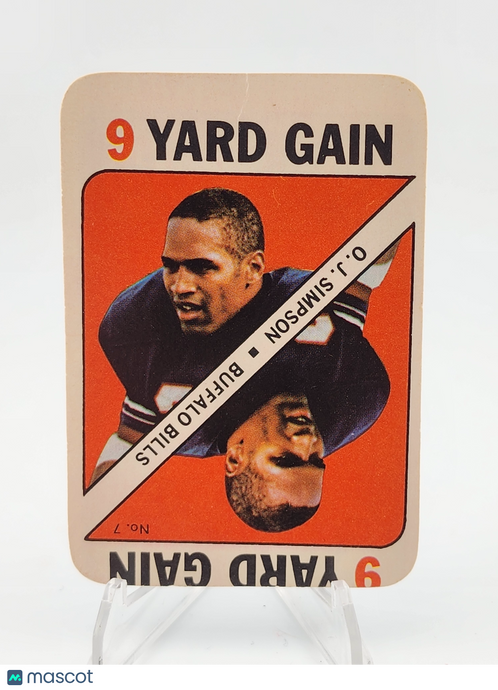 9 YARD GAIN
O. J. SIMPSON ■ BUFFALO BILLS
No. 7
9 YARD GAIN
mascot